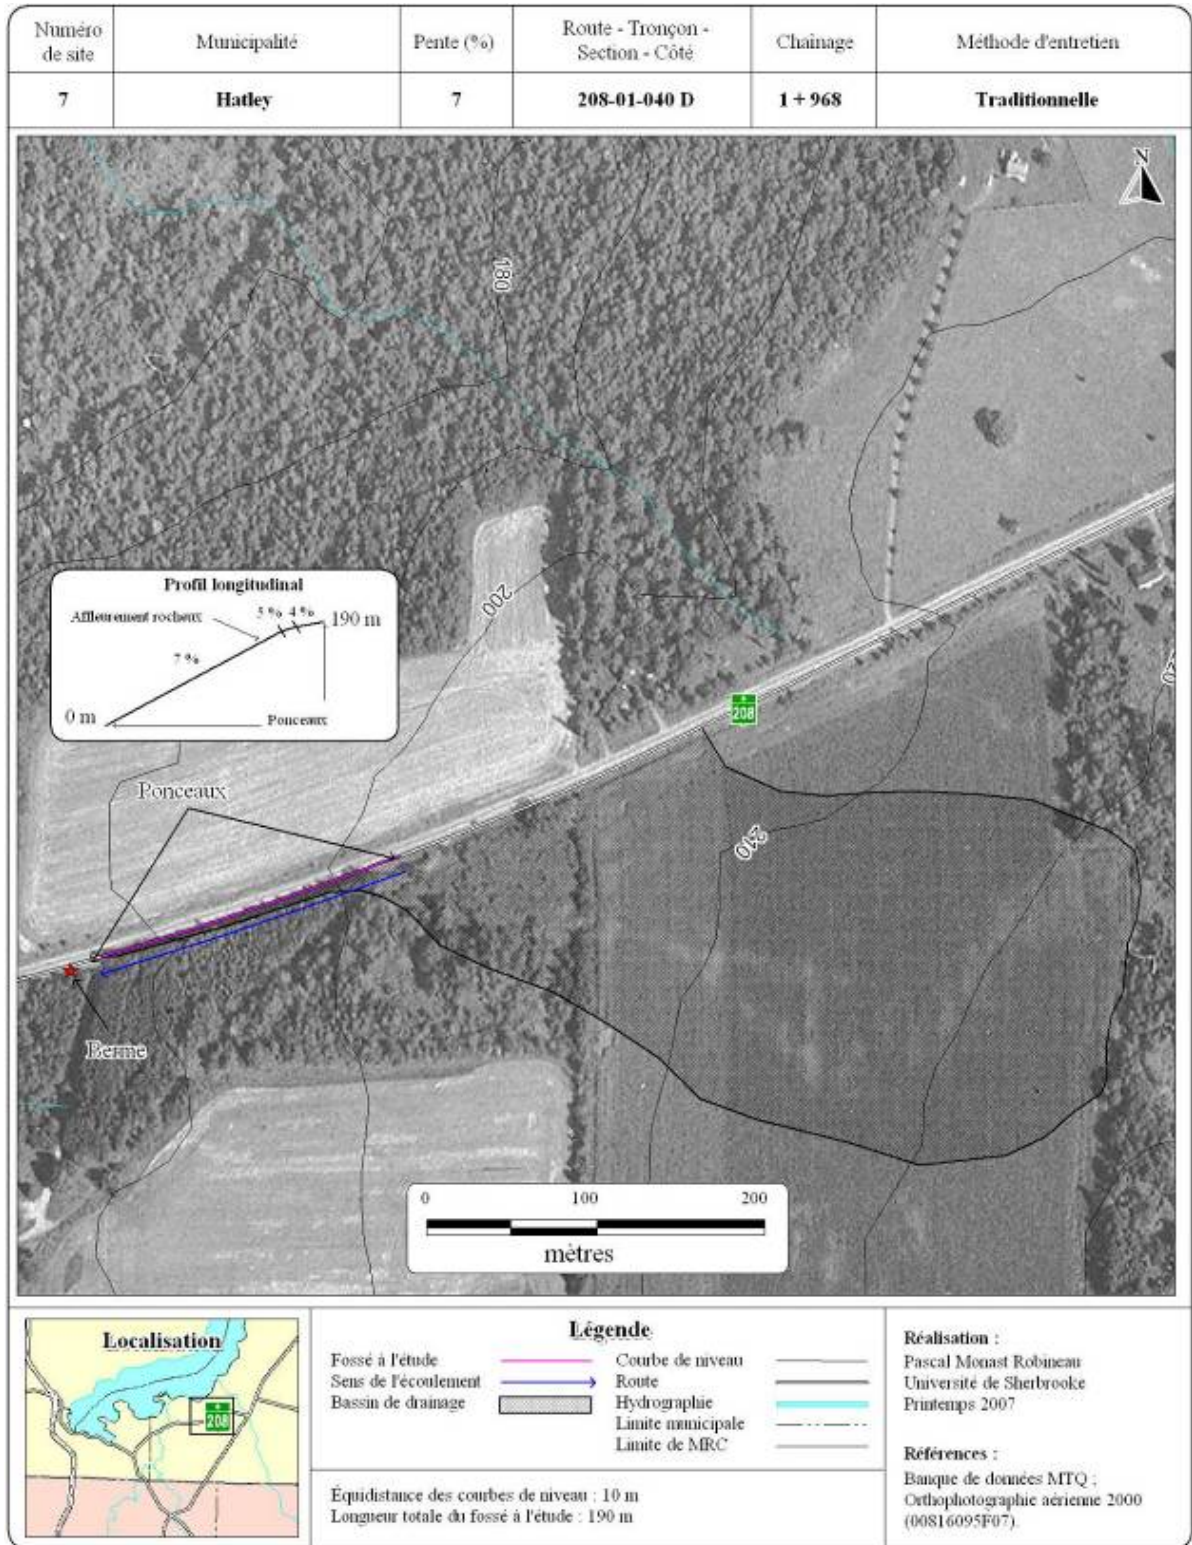 Numéro de site
Municipalité
Pente (%)
Route - Tronçon - Section - Côté
Chaînage
Méthode d'entretien
7
Hatley
7
208-01-040 D
1 + 968
Traditionnelle
N
180
200
Profil longitudinal
Affleurement rocheux
5 % 4 %
190 m
7 %
0 m
Ponceaux
208
210
Ponceaux
Berme
0 100 200
mètres
Localisation
208
Légende
Fossé à l'étude
Sens de l'écoulement
Bassin de drainage
Courbe de niveau
Route
Hydrographie
Limite municipale
Limite de MRC
Équidistance des courbes de niveau : 10 m
Longueur totale du fossé à l'étude : 190 m
Réalisation :
Pascal Monast Robineau
Université de Sherbrooke
Printemps 2007
Références :
Banque de données MTQ ;
Orthophotographie aérienne 2000
(00816095F07).